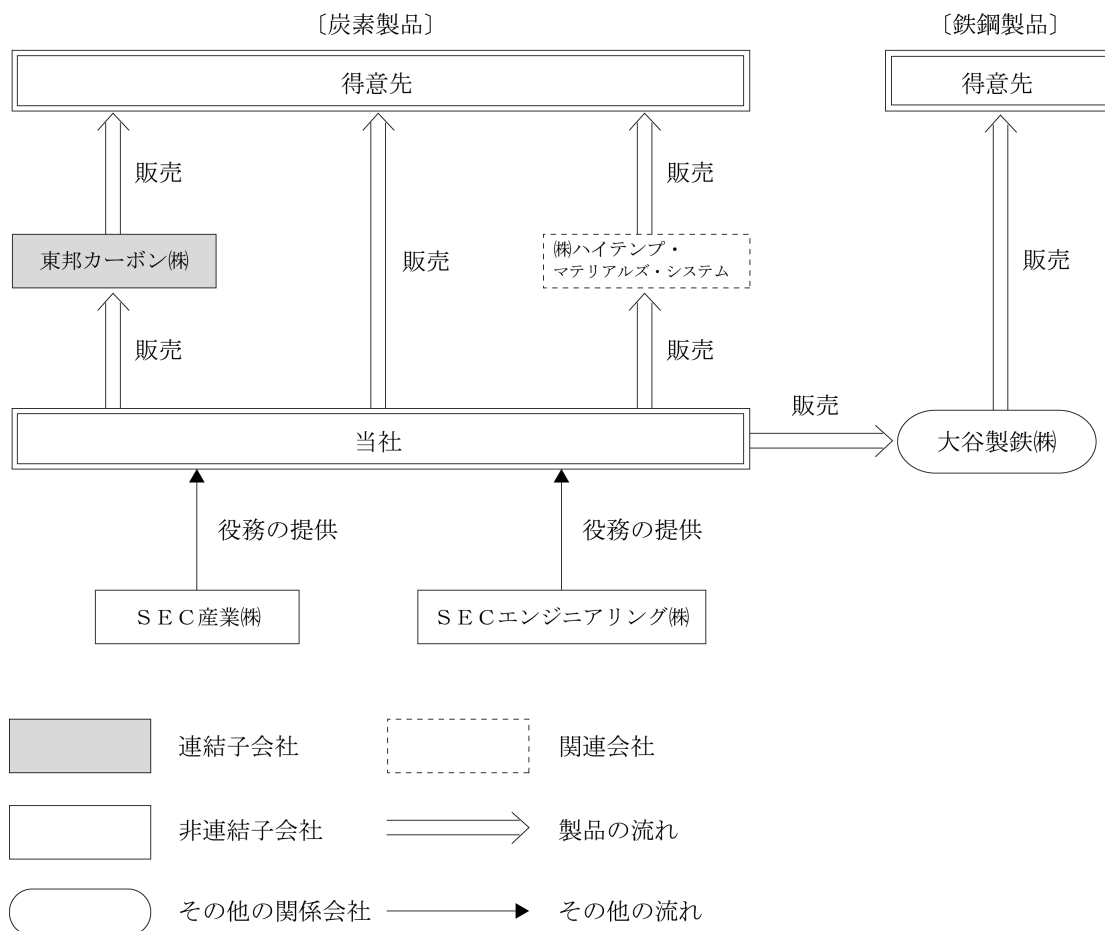 〔炭素製品〕
〔鉄鋼製品〕
得意先
得意先
販売
販売
東邦カーボン㈱
販売
㈱ハイテンプ・
マテリアルズ・システム
販売
販売
販売
販売
当社
大谷製鉄㈱
役務の提供
役務の提供
ＳＥＣ産業㈱
ＳＥＣエンジニアリング㈱
連結子会社
関連会社
非連結子会社
製品の流れ
その他の関係会社
その他の流れ